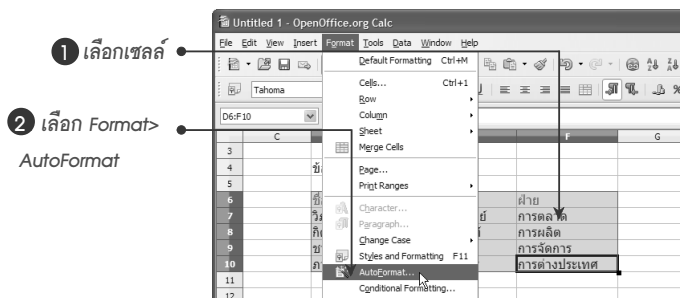 Untitled 1 - OpenOffice.org Calc
File Edit View Insert Format Tools Data Window Help
1 เลือกเซลล์
Default Formatting Ctrl+M
Tahoma
Cells... Ctrl+1
Row
D6:F10
Column
2 เลือก Format>
AutoFormat
Sheet
C F G
3
Merge Cells
4
Page...
5
Print Ranges
6 ฝ่าย
Character...
7 การตลาด
Paragraph...
8 การผลิต
Change Case
9 การจัดการ
Styles and Formatting F11
10 การต่างประเทศ
AutoFormat...
11
Conditional Formatting...
12